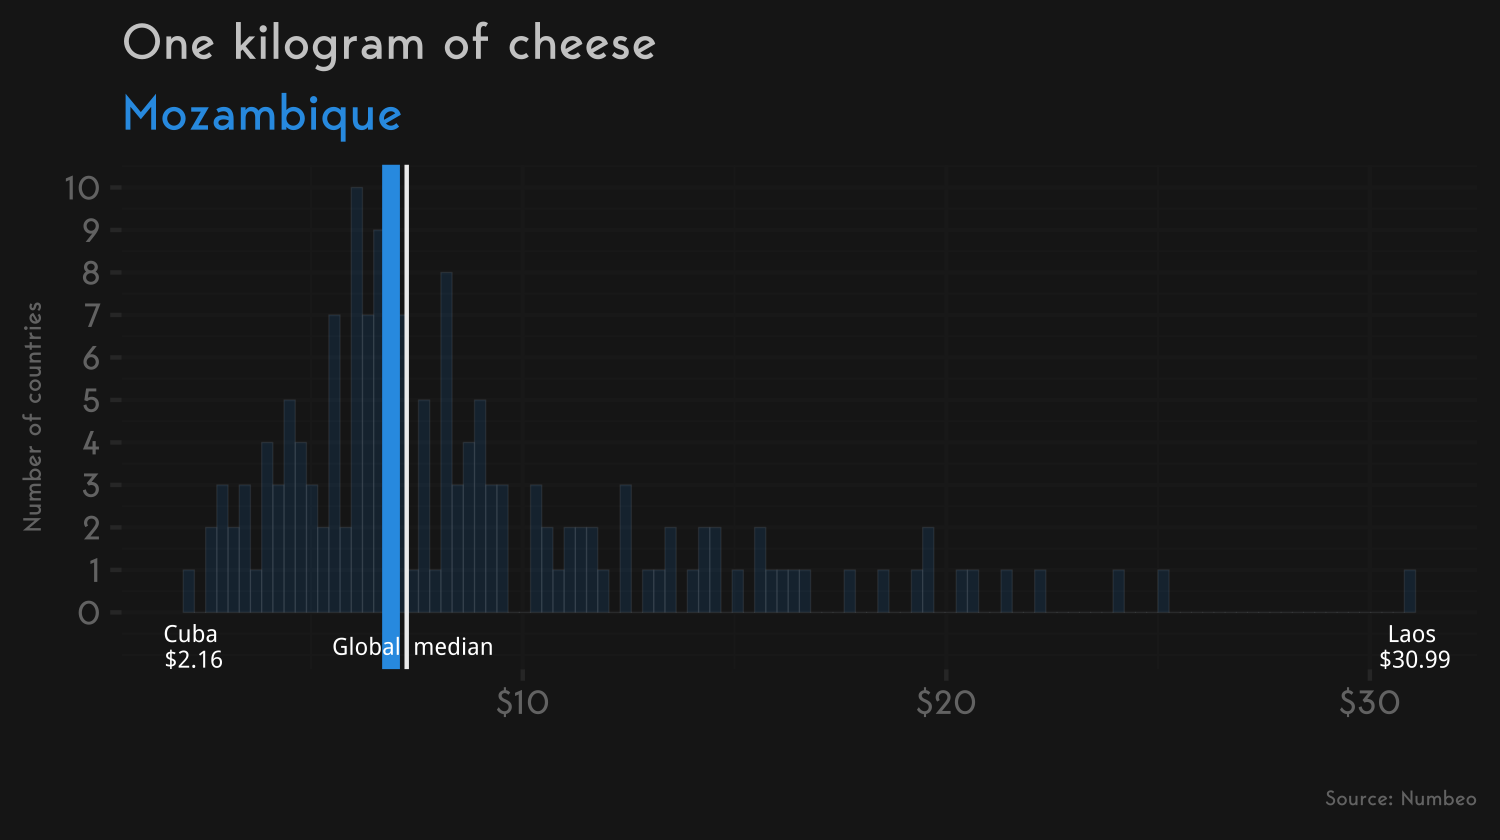 One kilogram of cheese
Mozambique
Number of countries
10
9
8
7
6
5
4
3
2
1
0
Cuba
$2.16
Global median
Laos
$30.99
$10 $20 $30
Source: Numbeo